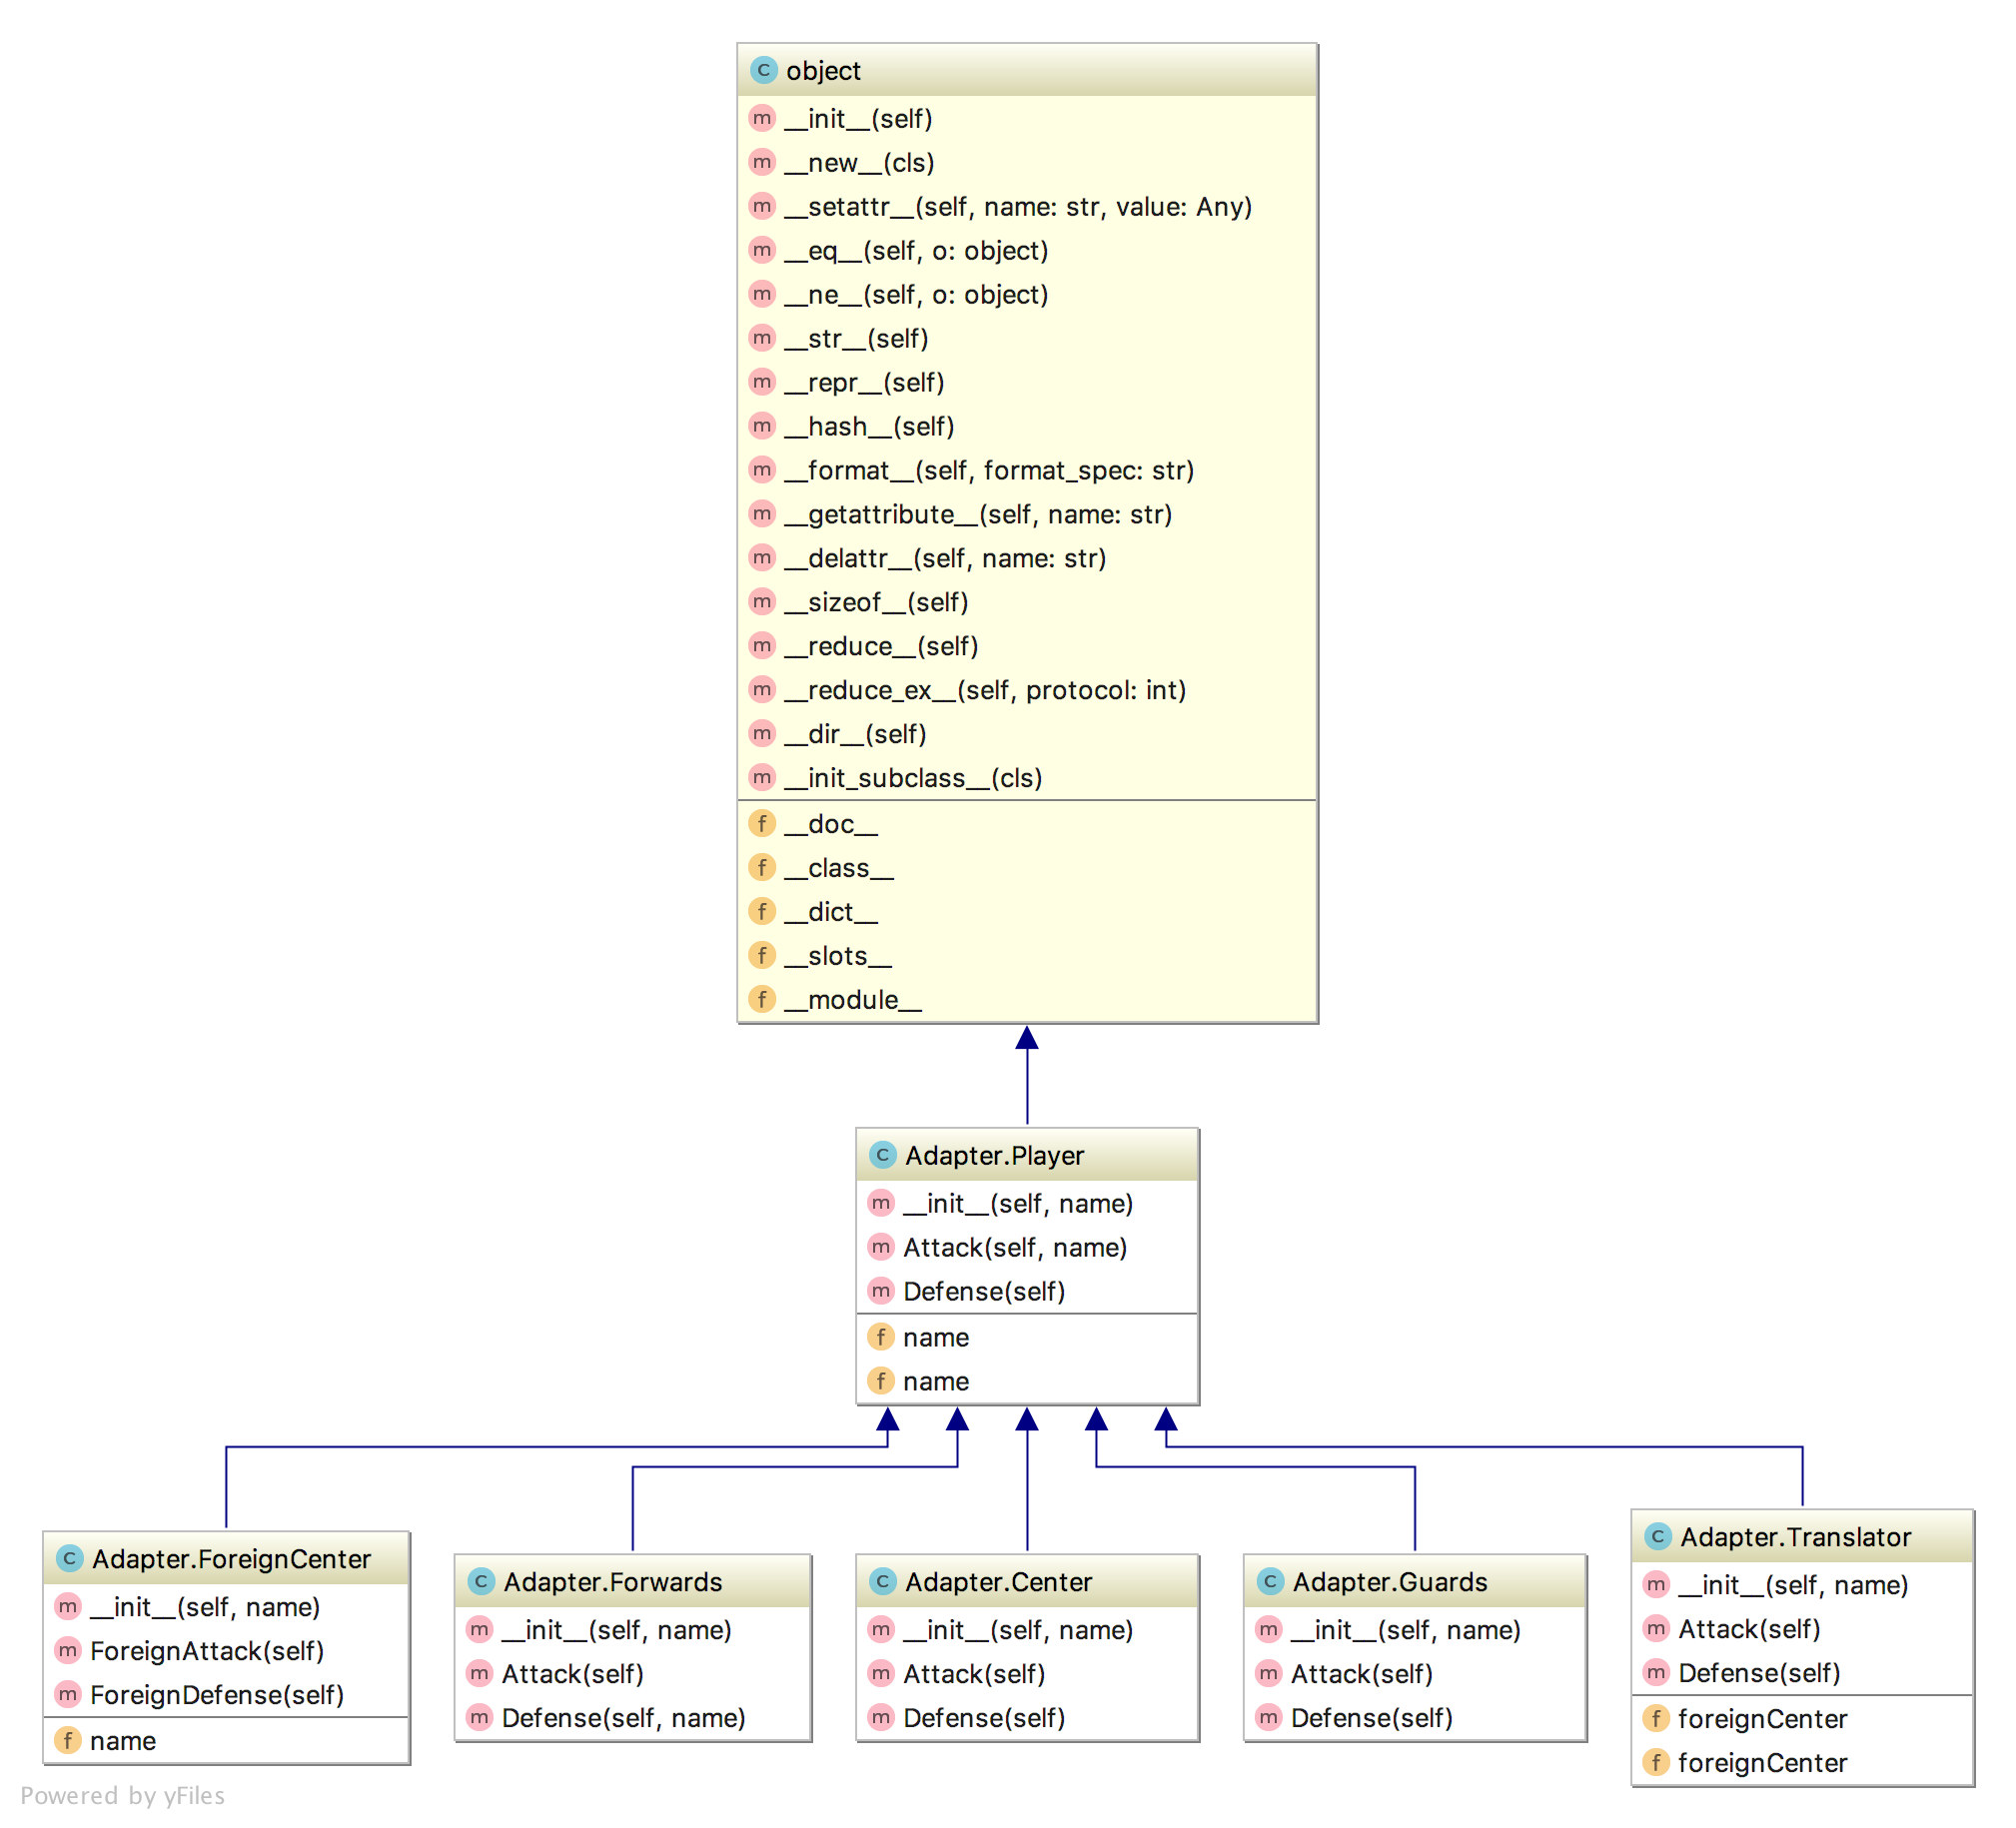 C object
m __init__(self)
m __new__(cls)
m __setattr__(self, name: str, value: Any)
m __eq__(self, o: object)
m __ne__(self, o: object)
m __str__(self)
m __repr__(self)
m __hash__(self)
m __format__(self, format_spec: str)
m __getattribute__(self, name: str)
m __delattr__(self, name: str)
m __sizeof__(self)
m __reduce__(self)
m __reduce_ex__(self, protocol: int)
m __dir__(self)
m __init_subclass__(cls)
f __doc__
f __class__
f __dict__
f __slots__
f __module__
C Adapter.Player
m __init__(self, name)
m Attack(self, name)
m Defense(self)
f name
f name
C Adapter.ForeignCenter
m __init__(self, name)
m ForeignAttack(self)
m ForeignDefense(self)
f name
C Adapter.Forwards
m __init__(self, name)
m Attack(self)
m Defense(self, name)
C Adapter.Center
m __init__(self, name)
m Attack(self)
m Defense(self)
C Adapter.Guards
m __init__(self, name)
m Attack(self)
m Defense(self)
C Adapter.Translator
m __init__(self, name)
m Attack(self)
m Defense(self)
f foreignCenter
f foreignCenter
Powered by yFiles